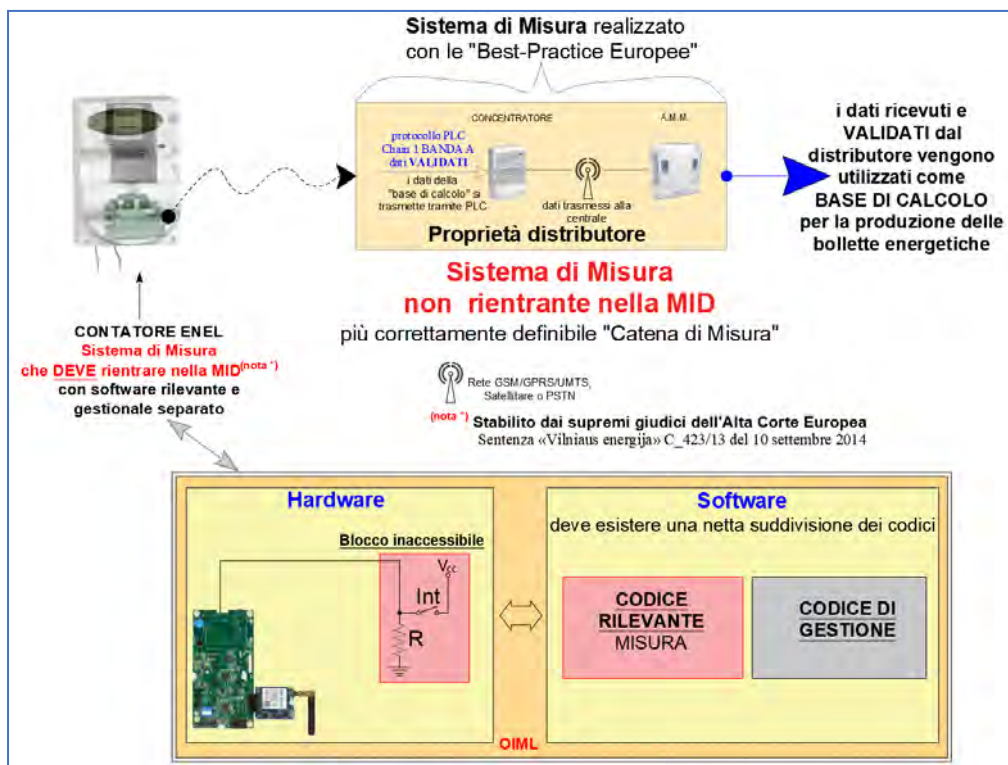 Sistema di Misura realizzato
con le "Best-Practice Europee"
CONCENTRATORE
A.M.M.
protocollo PLC
Chain 1 BANDA A
dati VALIDATI
i dati della
"base di calcolo" si
trasmette tramite PLC
dati trasmessi alla
centrale
Proprietà distributore
i dati ricevuti e
VALIDATI dal
distributore vengono
utilizzati come
BASE DI CALCOLO
per la produzione delle
bollette energetiche
Sistema di Misura
non rientrante nella MID
più correttamente definibile "Catena di Misura"
CONTATORE ENEL
Sistema di Misura
che DEVE rientrare nella MID(nota *)
con software rilevante e
gestionale separato
Rete GSM/GPRS/UMTS,
Satellitare o PSTN
(nota *) Stabilito dai supremi giudici dell'Alta Corte Europea
Sentenza «Vilniaus energija» C_423/13 del 10 settembre 2014
Hardware
Blocco inaccessibile
Vcc
Int
R
Software
deve esistere una netta suddivisione dei codici
CODICE
RILEVANTE
MISURA
CODICE DI
GESTIONE
OIML